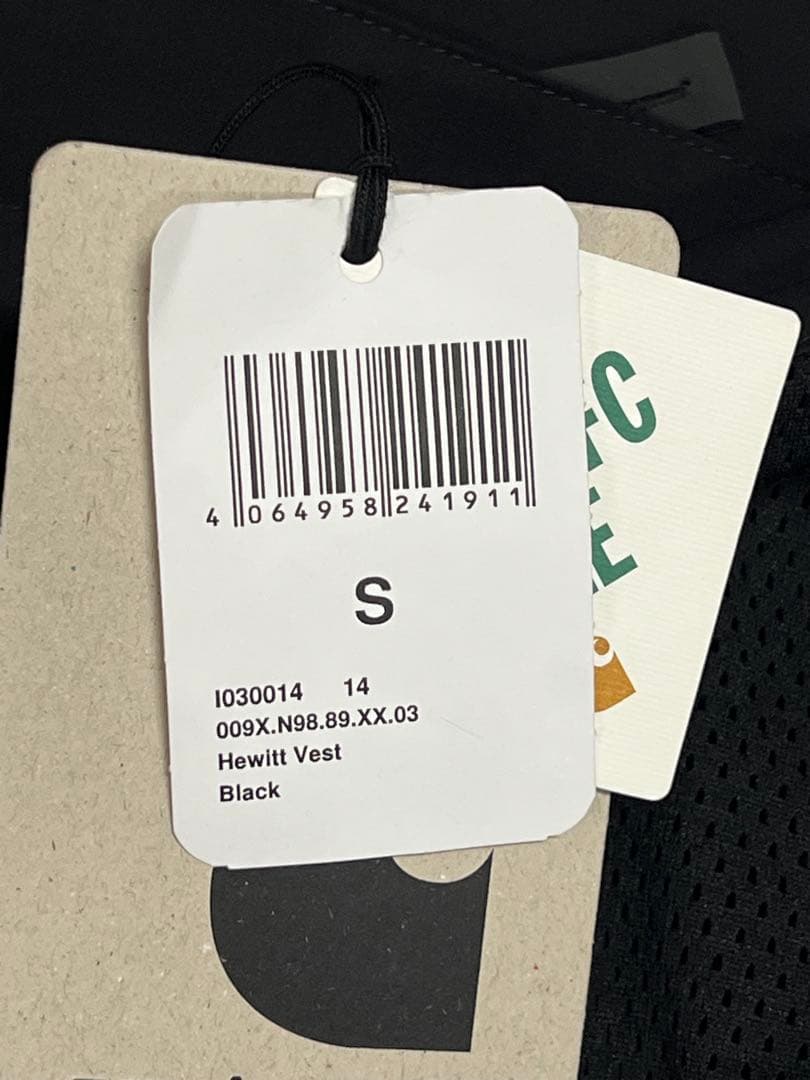 4 064958 241911
S
I030014 14
009X.N98.89.XX.03
Hewitt Vest
Black